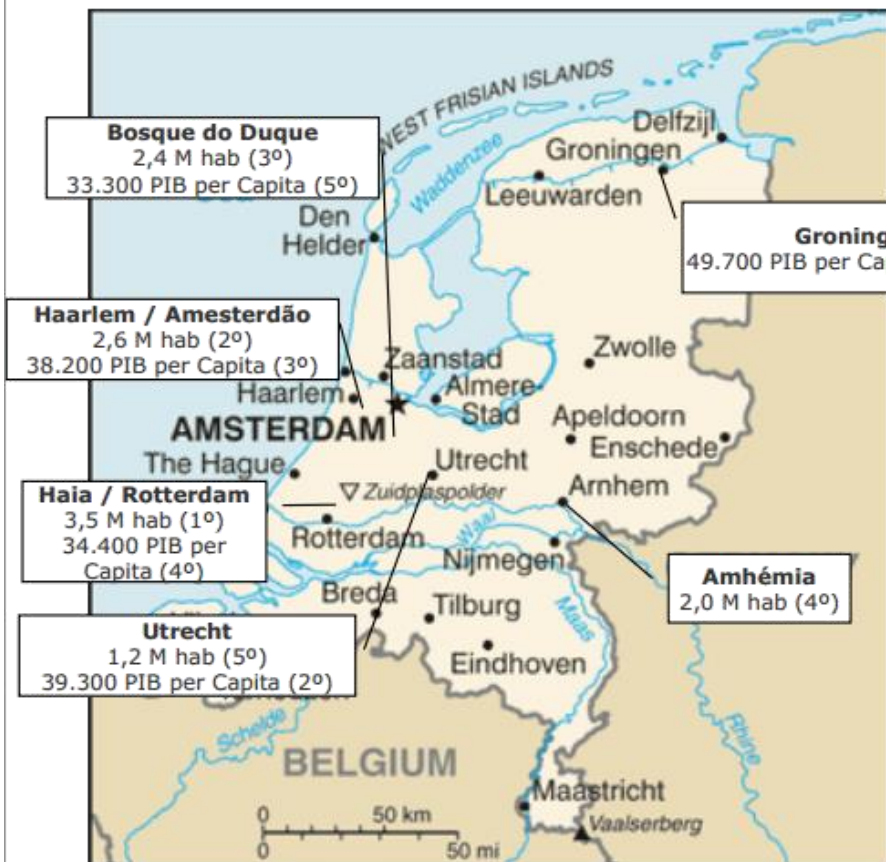 WEST FRISIAN ISLANDS
Bosque do Duque
2,4 M hab (3º)
33.300 PIB per Capita (5º)
Waddenzee
Delfzijl
Groningen
Leeuwarden
Den
Helder
Groning
49.700 PIB per Ca
Haarlem / Amesterdão
2,6 M hab (2º)
38.200 PIB per Capita (3º)
Zaanstad
Zwolle
Haarlem
Almere-
Stad
AMSTERDAM
Apeldoorn
Enschede
The Hague
Utrecht
Zuidplaspolder
Arnhem
Haia / Rotterdam
3,5 M hab (1º)
34.400 PIB per
Capita (4º)
Rotterdam
Waal
Nijmegen
Amhémia
2,0 M hab (4º)
Breda
Tilburg
Maas
Utrecht
1,2 M hab (5º)
39.300 PIB per Capita (2º)
Eindhoven
Schelde
Rhine
BELGIUM
Maastricht
Vaalserberg
0 50 km
0 50 mi